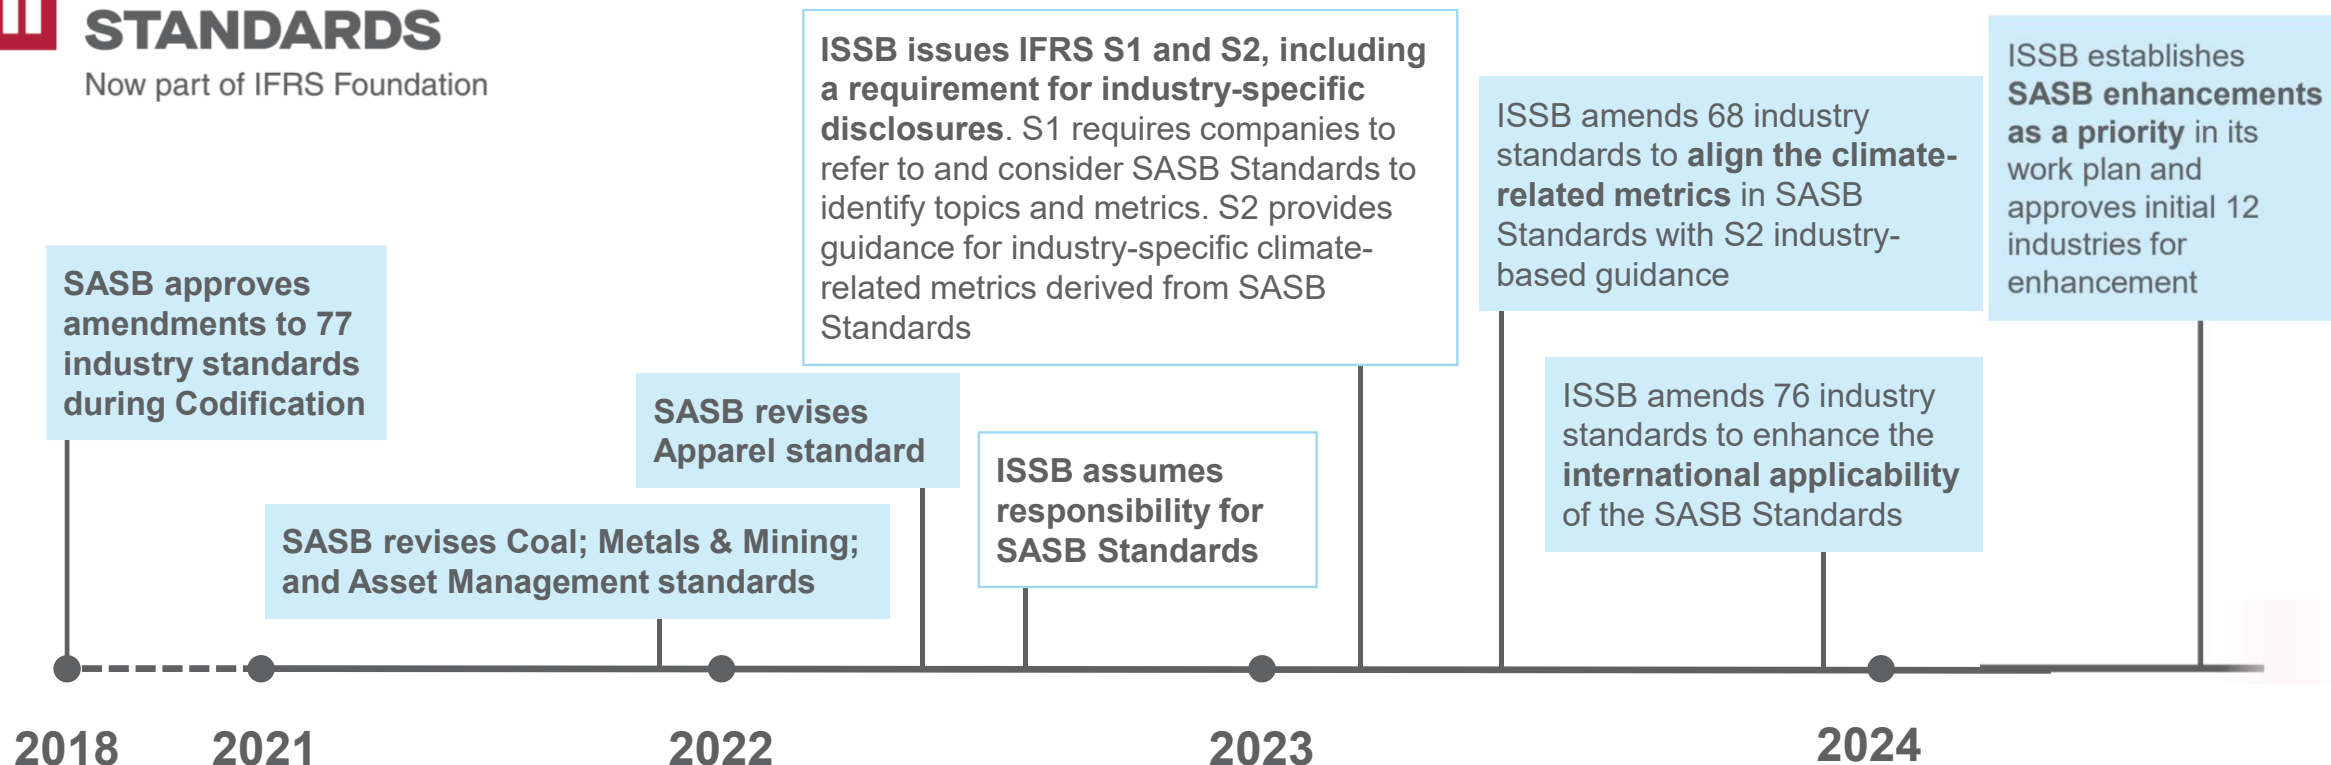 STANDARDS
Now part of IFRS Foundation
SASB approves
amendments to 77
industry standards
during Codification
SASB revises Coal; Metals & Mining;
and Asset Management standards
SASB revises
Apparel standard
ISSB assumes
responsibility for
SASB Standards
ISSB issues IFRS S1 and S2, including
a requirement for industry-specific
disclosures. S1 requires companies to
refer to and consider SASB Standards to
identify topics and metrics. S2 provides
guidance for industry-specific climate-
related metrics derived from SASB
Standards
ISSB amends 68 industry
standards to align the climate-
related metrics in SASB
Standards with S2 industry-
based guidance
ISSB amends 76 industry
standards to enhance the
international applicability
of the SASB Standards
ISSB establishes
SASB enhancements
as a priority in its
work plan and
approves initial 12
industries for
enhancement
2018
2021
2022
2023
2024